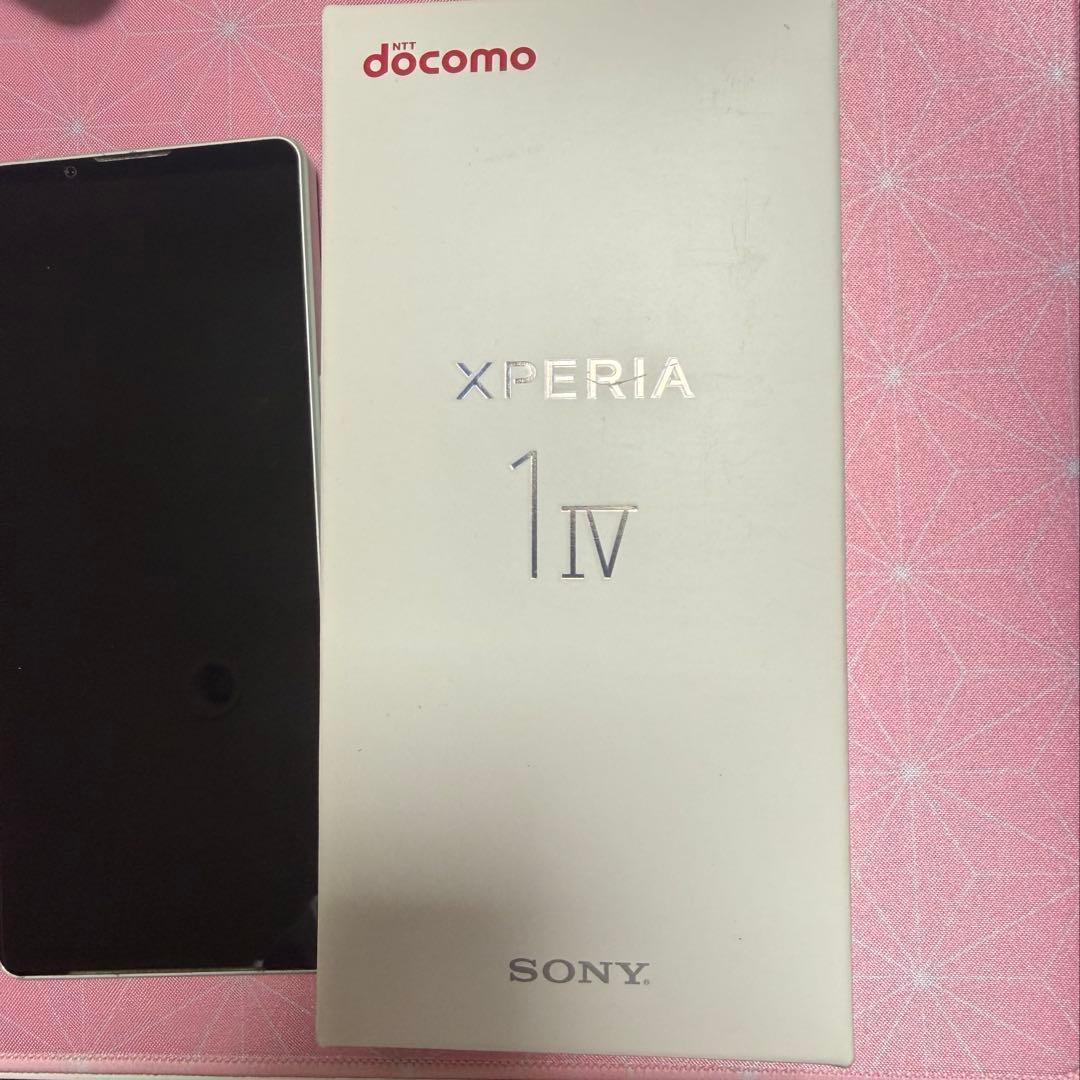 NTT
docomo
XPERIA
1 IV
SONY